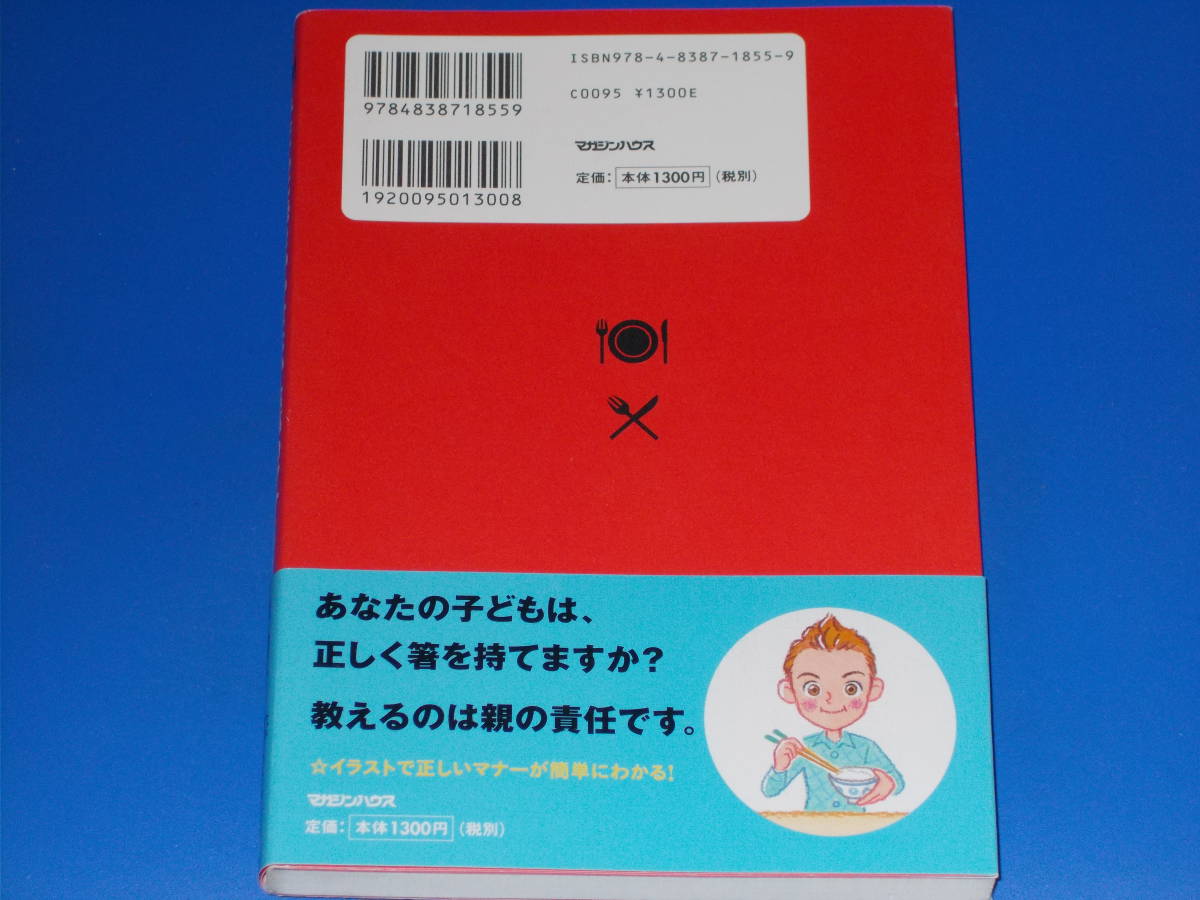 ISBN978-4-8387-1855-9
9784838718559
C0095 ¥1300E
マガジンハウス
定価：本体1300円（税別）
1920095013008
あなたの子どもは、
正しく箸を持てますか？
教えるのは親の責任です。
☆イラストで正しいマナーが簡単にわかる！
マガジンハウス
定価：本体1300円（税別）